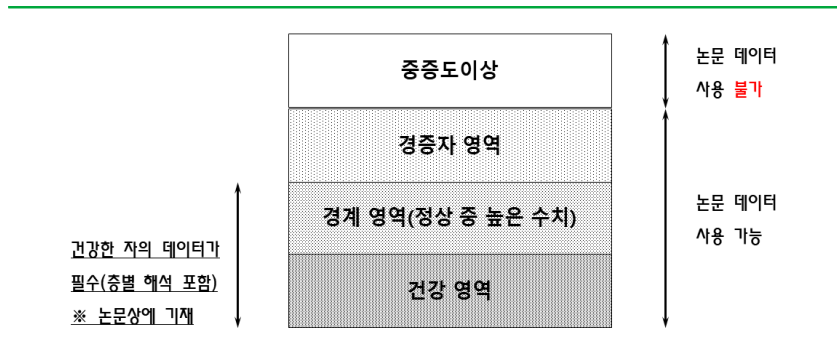 중증도이상
논문 데이터
사용 불가
경증자 영역
경계 영역(정상 중 높은 수치)
논문 데이터
사용 가능
건강한 자의 데이터가
필수(층별 해석 포함)
※ 논문상에 기재
건강 영역